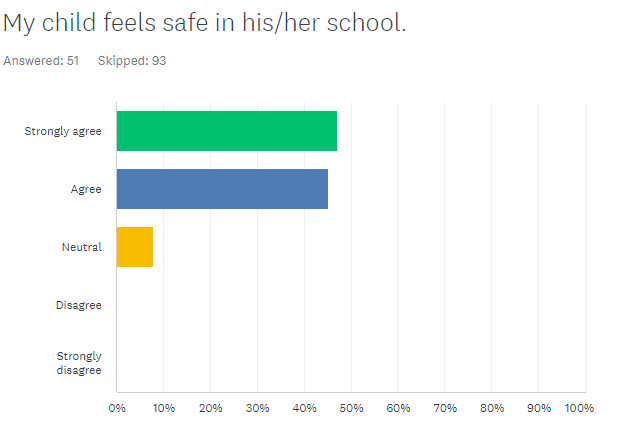 My child feels safe in his/her school.
Answered: 51 Skipped: 93
Strongly agree
Agree
Neutral
Disagree
Strongly
disagree
0% 10% 20% 30% 40% 50% 60% 70% 80% 90% 100%